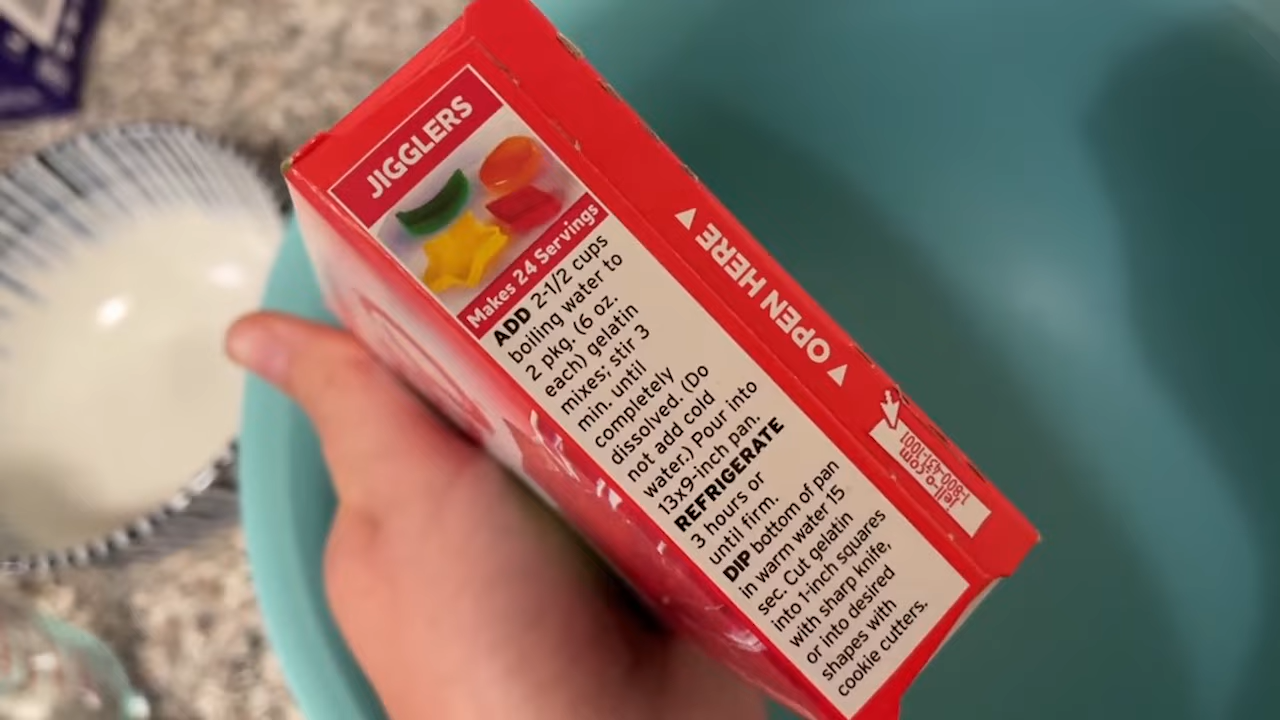 JIGGLERS
Makes 24 Servings
ADD 2-1/2 cups
boiling water to
2 pkg. (6 oz.
each) gelatin
mixes; stir 3
min. until
completely
dissolved. (Do
not add cold
water.) Pour into
13x9-inch pan.
REFRIGERATE
3 hours or
until firm.
DIP bottom of pan
in warm water 15
sec. Cut gelatin
into 1-inch squares
with sharp knife,
or into desired
shapes with
cookie cutters.
OPEN HERE
jell-o.com
1-800-431-1001